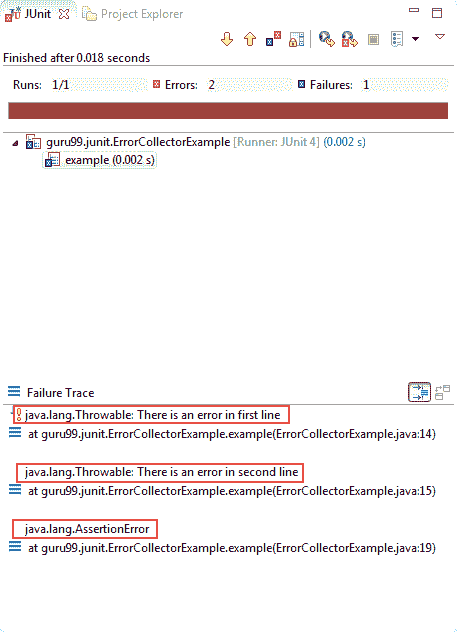 JUnit Project Explorer
Finished after 0.018 seconds
Runs: 1/1 Errors: 2 Failures: 1
guru99.junit.ErrorCollectorExample [Runner: JUnit 4] (0.002 s)
example (0.002 s)
Failure Trace
java.lang.Throwable: There is an error in first line
at guru99.junit.ErrorCollectorExample.example(ErrorCollectorExample.java:14)
java.lang.Throwable: There is an error in second line
at guru99.junit.ErrorCollectorExample.example(ErrorCollectorExample.java:15)
java.lang.AssertionError
at guru99.junit.ErrorCollectorExample.example(ErrorCollectorExample.java:19)